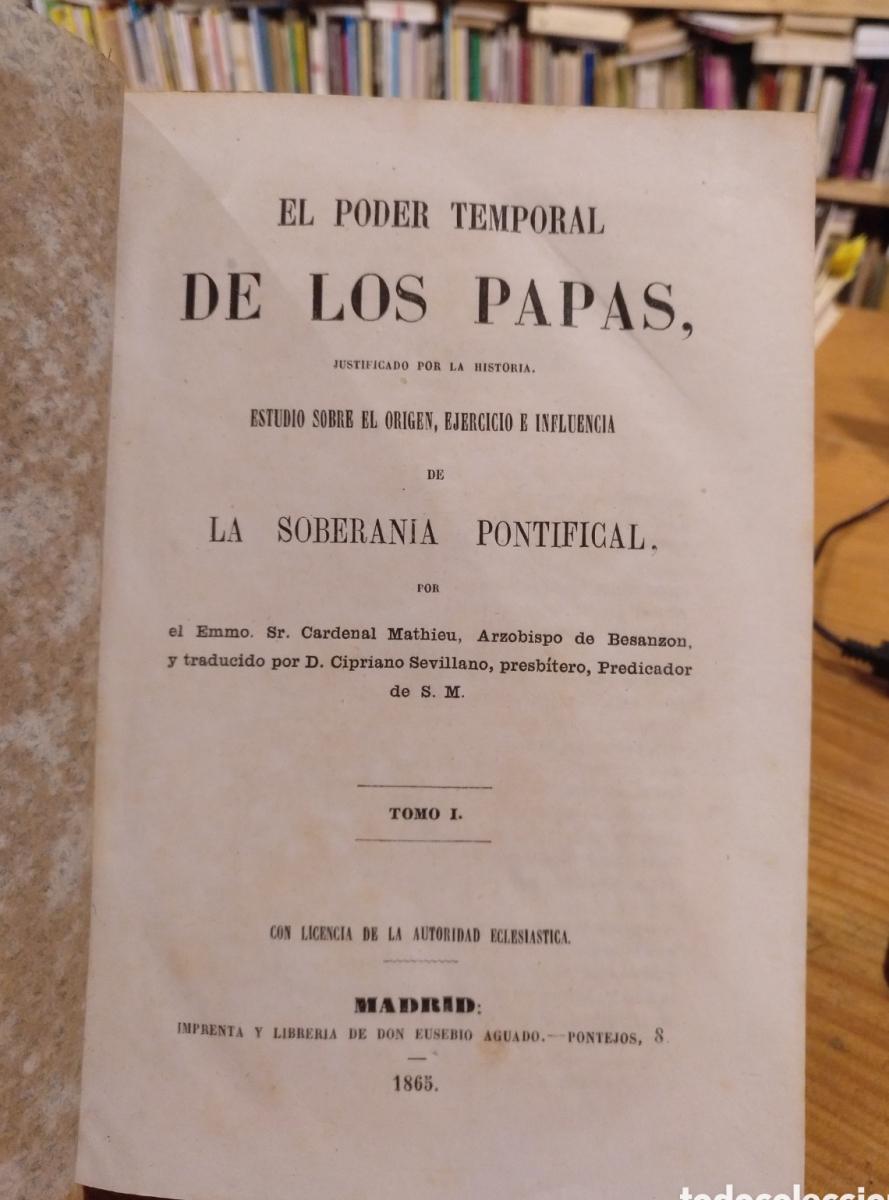 EL PODER TEMPORAL
DE LOS PAPAS,
JUSTIFICADO POR LA HISTORIA.
ESTUDIO SOBRE EL ORIGEN, EJERCICIO E INFLUENCIA
DE
LA SOBERANÍA PONTIFICAL,
POR
el Emmo. Sr. Cardenal Mathieu, Arzobispo de Besanzon,
y traducido por D. Cipriano Sevillano, presbítero, Predicador
de S. M.
TOMO I.
CON LICENCIA DE LA AUTORIDAD ECLESIASTICA.
MADRID:
IMPRENTA Y LIBRERIA DE DON EUSEBIO AGUADO.—PONTEJOS, 8.
1865.